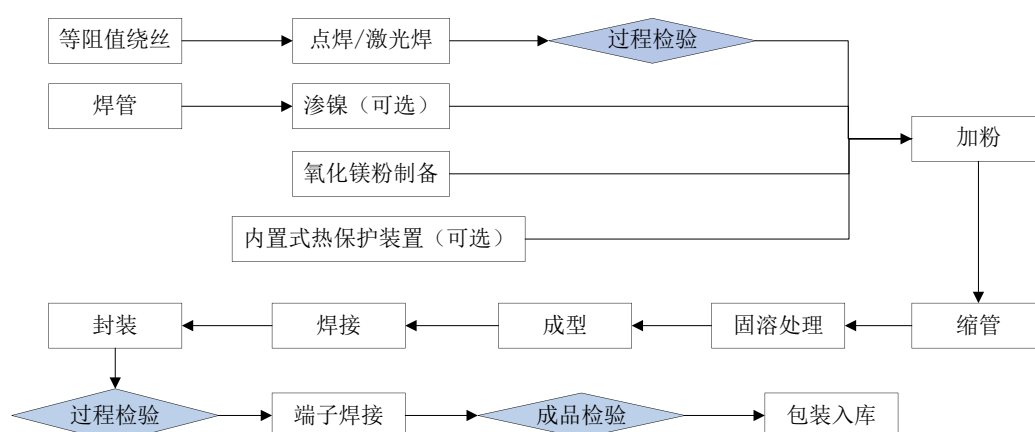 等阻值绕丝
点焊/激光焊
过程检验
焊管
渗镍（可选）
加粉
氧化镁粉制备
内置式热保护装置（可选）
封装
焊接
成型
固溶处理
缩管
过程检验
端子焊接
成品检验
包装入库